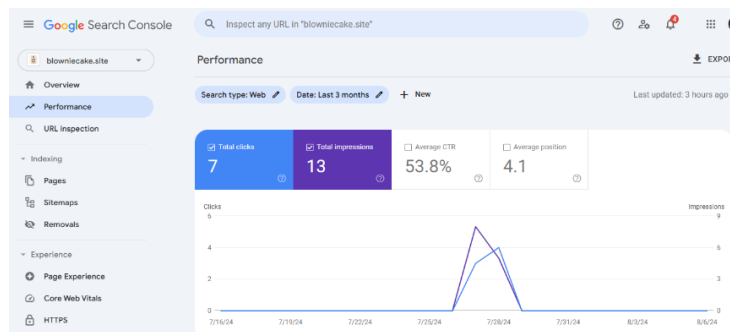 Google Search Console
Inspect any URL in "blowniecake.site"
4
blowniecake.site
Performance
EXPOR
Overview
Search type: Web
Date: Last 3 months
New
Last updated: 3 hours ago
Performance
URL inspection
Total clicks
Total impressions
Average CTR
Average position
Indexing
7
13
53.8%
4.1
Pages
Sitemaps
Clicks
Impressions
Removals
6
9
4
6
2
3
0
0
Experience
Page Experience
Core Web Vitals
HTTPS
7/16/24
7/19/24
7/22/24
7/25/24
7/28/24
7/31/24
8/3/24
8/6/24